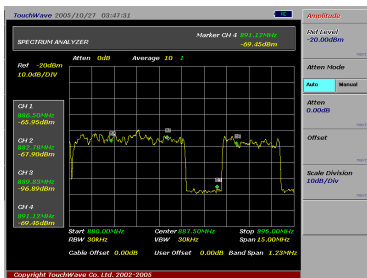 TouchWave 2005/10/27 03:47:31
Amplitude
SPECTRUM ANALYZER
Marker CH 4 891.12MHz
-69.45dBm
Ref Level
-20.00dBm
Ref -20dBm
10.0dB/DIV
Atten 0dB Average 10 1
Atten Mode
Auto Manual
Atten
0.00dB
Offset
Scale Division
10dB/Div
CH 1
886.50MHz
-65.95dBm
CH 2
882.78MHz
-67.90dBm
CH 3
-96.89dBm
CH 4
891.12MHz
-69.45dBm
Start 880.00MHz Center 887.50MHz Stop 895.00MHz
RBW 30kHz VBW 30kHz Span 15.00MHz
Cable Offset 0.00dB User Offset 0.00dB Band Span 1.23MHz
Copyright TouchWave Co. Ltd. 2002-2005